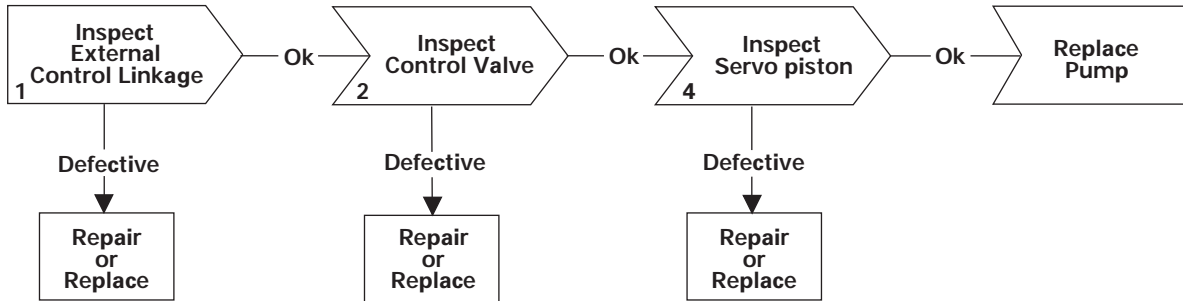 Inspect
External
Control Linkage
1
Ok
Inspect
Control Valve
2
Ok
Inspect
Servo piston
4
Ok
Replace
Pump
Defective
Defective
Defective
Repair
or
Replace
Repair
or
Replace
Repair
or
Replace